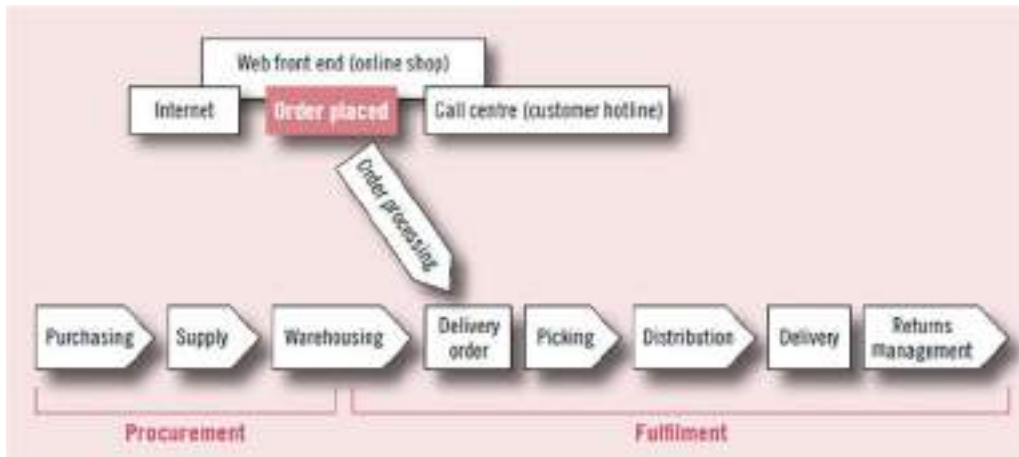 Web front end (online shop)
Internet
Order placed
Call centre (customer hotline)
Order processing
Purchasing
Supply
Warehousing
Delivery
order
Picking
Distribution
Delivery
Returns
management
Procurement
Fulfilment